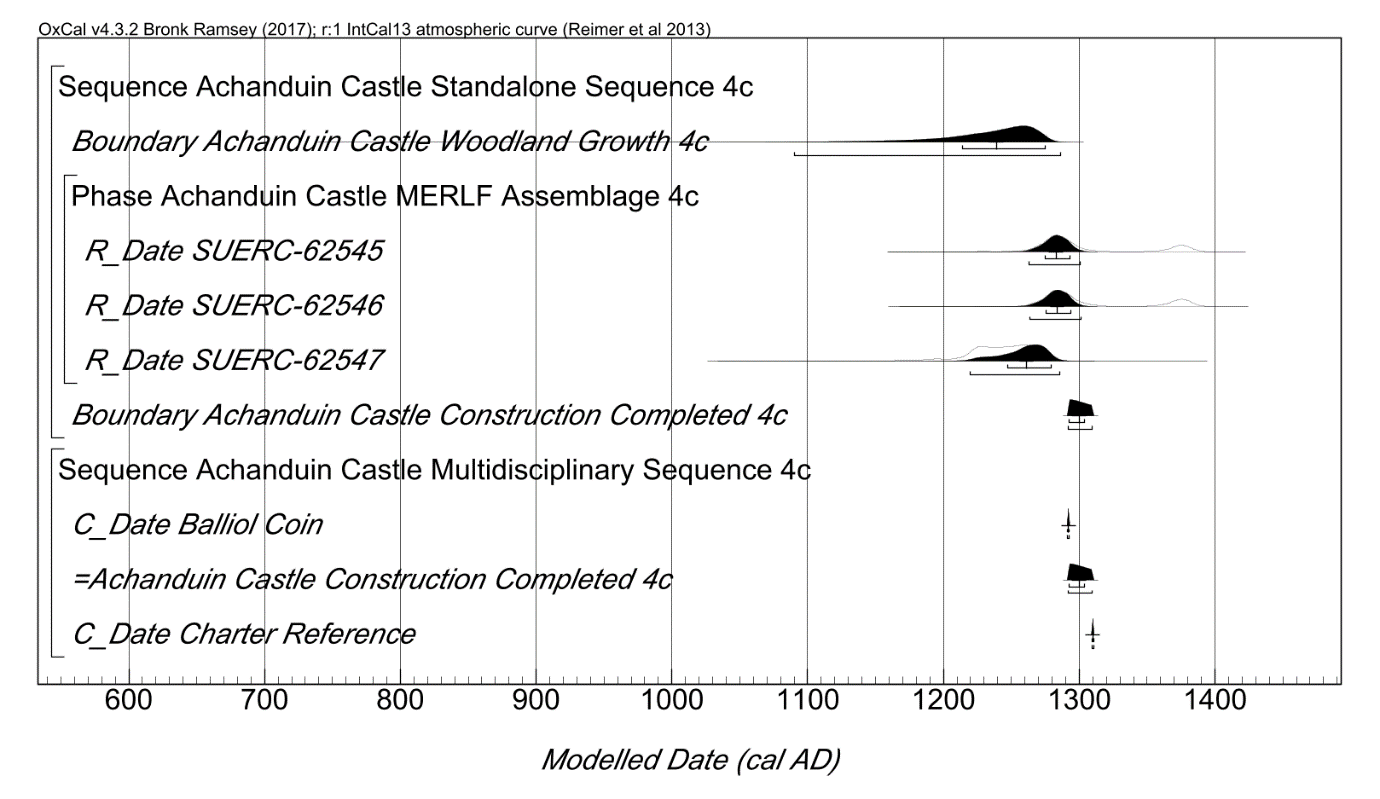 OxCal v4.3.2 Bronk Ramsey (2017); r:1 IntCal13 atmospheric curve (Reimer et al 2013)
Sequence Achanduin Castle Standalone Sequence 4c
Boundary Achanduin Castle Woodland Growth 4c
Phase Achanduin Castle MERLF Assemblage 4c
R_Date SUERC-62545
R_Date SUERC-62546
R_Date SUERC-62547
Boundary Achanduin Castle Construction Completed 4c
Sequence Achanduin Castle Multidisciplinary Sequence 4c
C_Date Balliol Coin
=Achanduin Castle Construction Completed 4c
C_Date Charter Reference
600 700 800 900 1000 1100 1200 1300 1400
Modelled Date (cal AD)